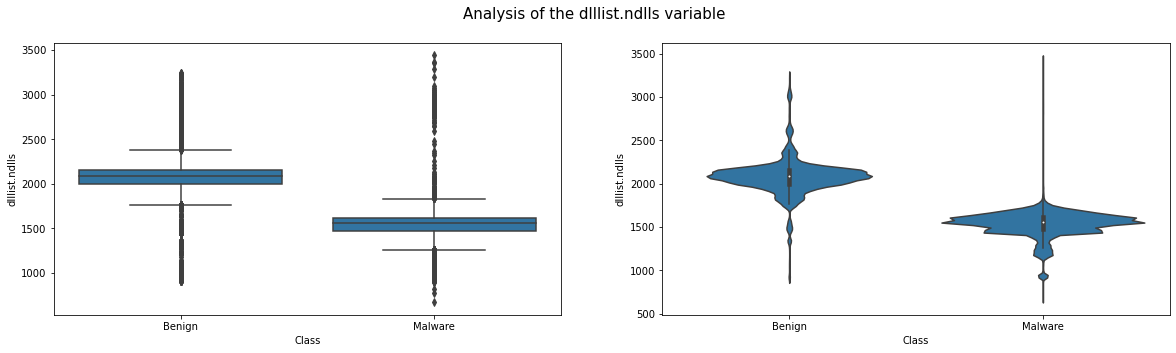 Analysis of the dlllist.ndlls variable
3500
3000
2500
2000
1500
1000
dlllist.ndlls
Benign
Malware
Class
3500
3000
2500
2000
1500
1000
500
dlllist.ndlls
Benign
Malware
Class